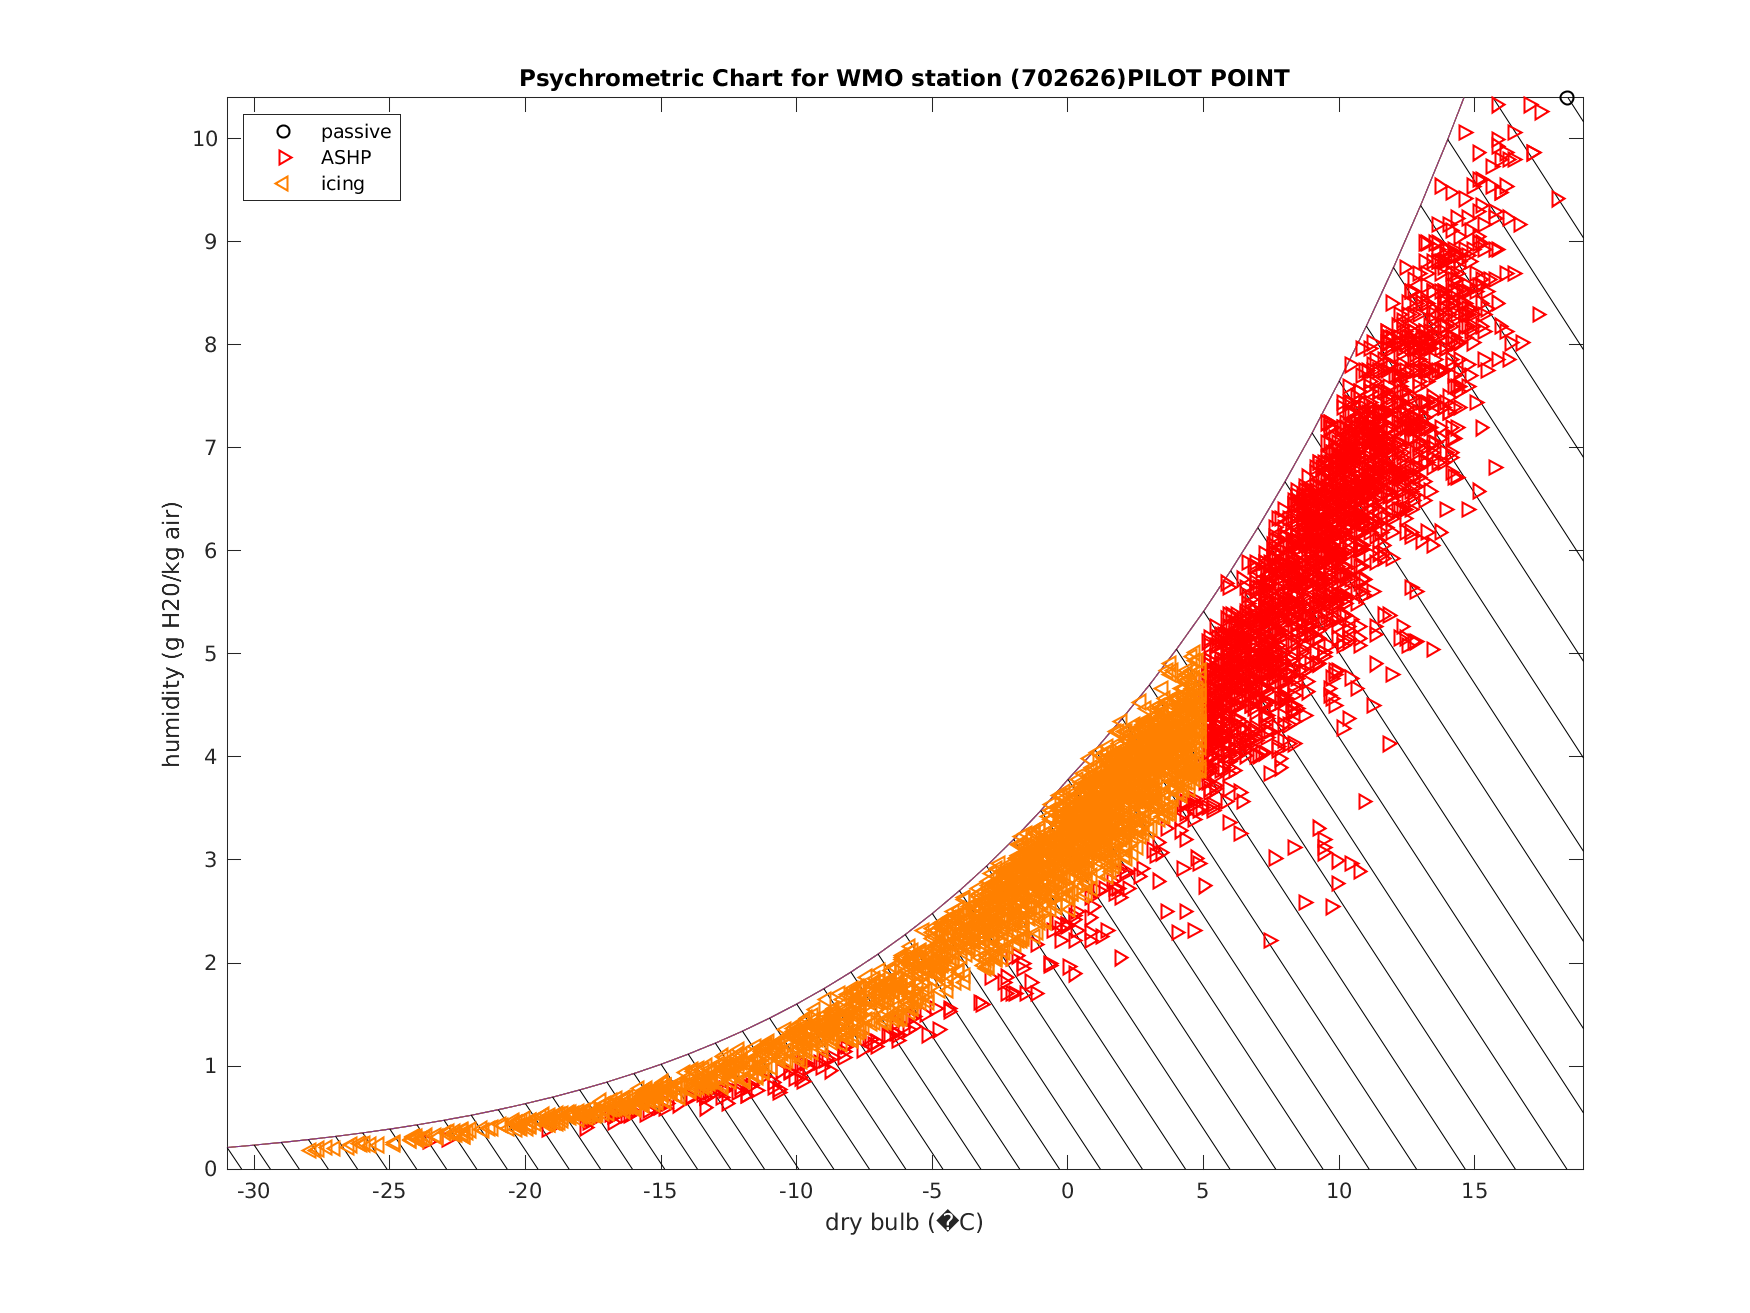 Psychrometric Chart for WMO station (702626)PILOT POINT
passive
ASHP
icing
humidity (g H20/kg air)
10
9
8
7
6
5
4
3
2
1
0
-30 -25 -20 -15 -10 -5 0 5 10 15
dry bulb (�C)